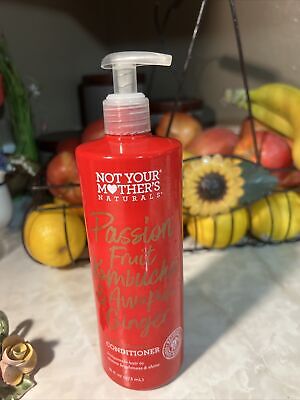 NOT YOUR
MOTHER'S
NATURALS®
Passion
Fruit
Kombucha
& Awapuhi
Ginger
CONDITIONER